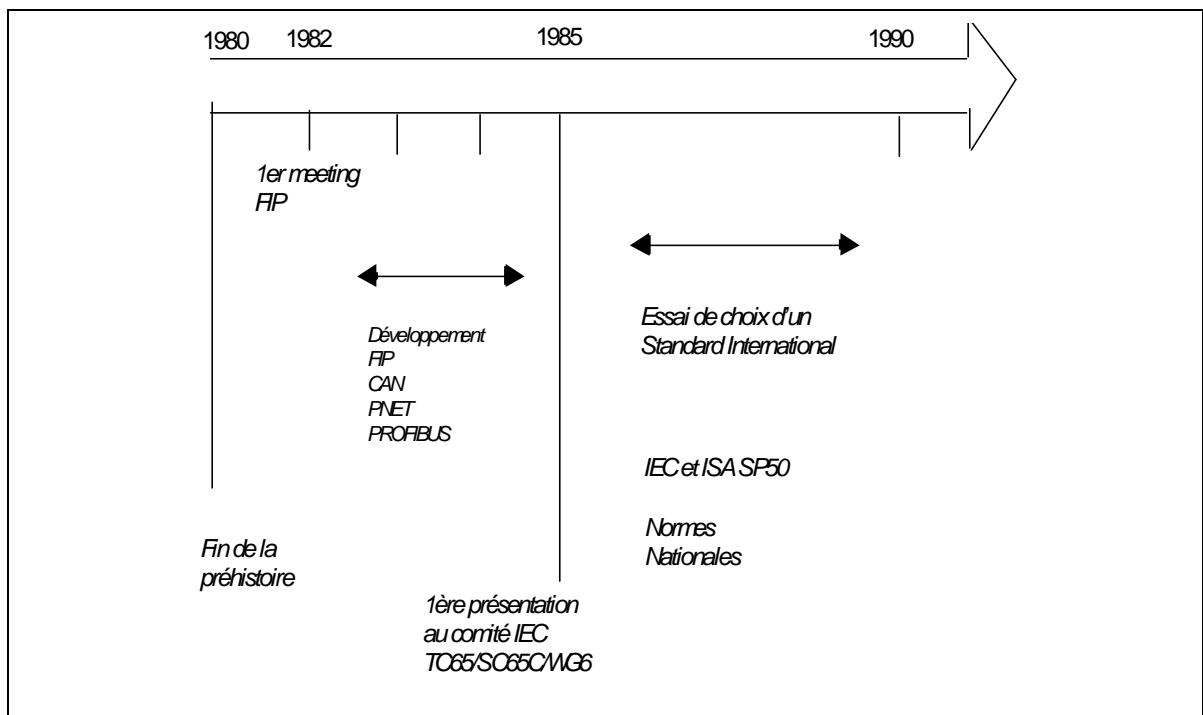 1980 1982 1985 1990
1er meeting
FIP
Développement
FIP
CAN
PNET
PROFIBUS
Essai de choix d'un
Standard International
IEC et ISA SP50
Normes
Nationales
Fin de la
préhistoire
1ère présentation
au comité IEC
TC65/SC65C/WG6